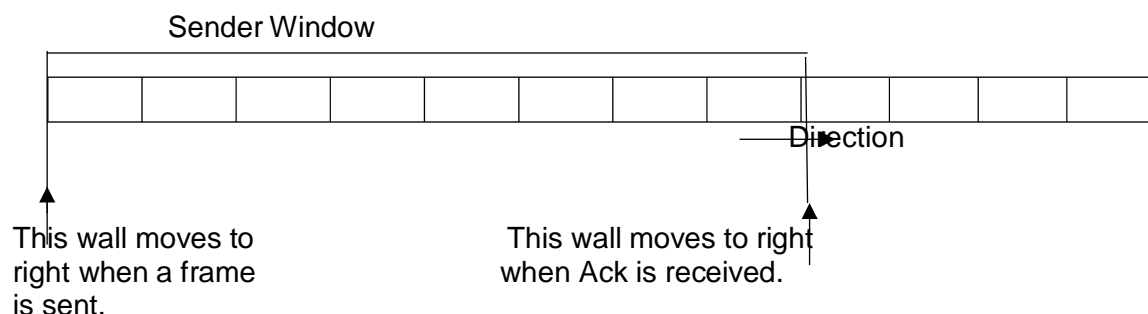 Sender Window
Direction
This wall moves to
right when a frame
is sent.
This wall moves to right
when Ack is received.